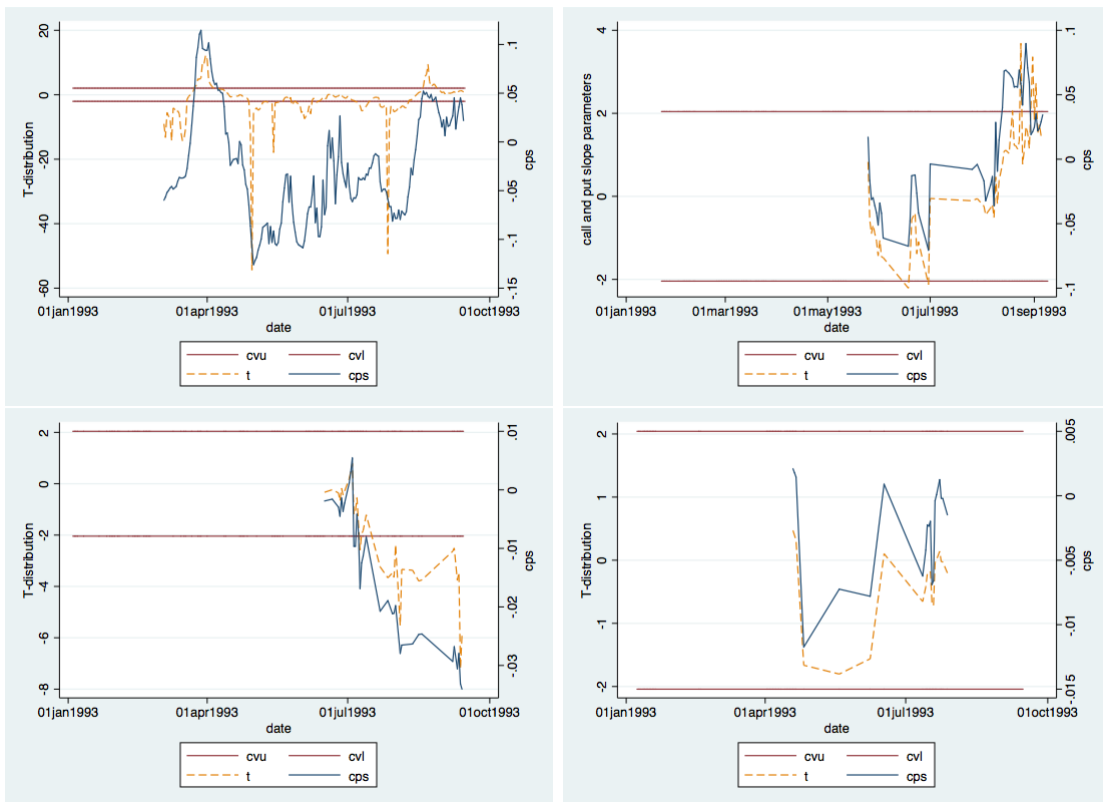 20
0
-20
-40
-60
T-distribution
.1
.05
0
-.05
-.1
-.15
cps
01jan1993 01apr1993 01jul1993 01oct1993
date
cvu cvl
t cps
4
2
0
-2
call and put slope parameters
.1
.05
0
-.05
-.1
cps
01jan1993 01mar1993 01may1993 01jul1993 01sep1993
date
cvu cvl
t cps
2
0
-2
-4
-6
-8
T-distribution
.01
0
-.01
-.02
-.03
cps
01jan1993 01apr1993 01jul1993 01oct1993
date
cvu cvl
t cps
2
1
0
-1
-2
T-distribution
.005
0
-.005
-.01
-.015
cps
01jan1993 01apr1993 01jul1993 01oct1993
date
cvu cvl
t cps